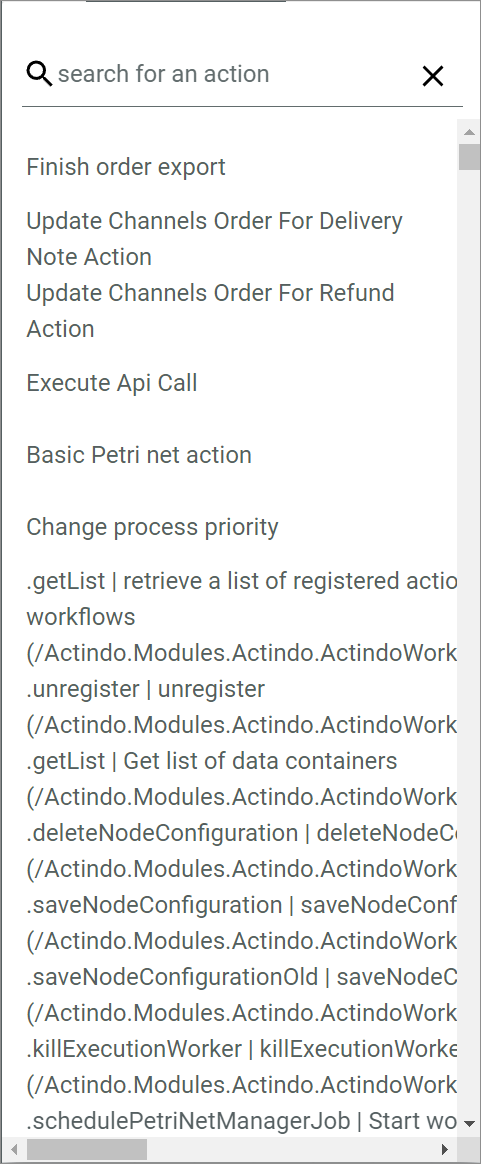 search for an action
Finish order export
Update Channels Order For Delivery
Note Action
Update Channels Order For Refund
Action
Execute Api Call
Basic Petri net action
Change process priority
.getList | retrieve a list of registered actio
workflows
(/Actindo.Modules.Actindo.ActindoWork
.unregister | unregister
(/Actindo.Modules.Actindo.ActindoWork
.getList | Get list of data containers
(/Actindo.Modules.Actindo.ActindoWork
.deleteNodeConfiguration | deleteNodeCo
(/Actindo.Modules.Actindo.ActindoWork
.saveNodeConfiguration | saveNodeConf
(/Actindo.Modules.Actindo.ActindoWork
.saveNodeConfigurationOld | saveNodeC
(/Actindo.Modules.Actindo.ActindoWork
.killExecutionWorker | killExecutionWorke
(/Actindo.Modules.Actindo.ActindoWork
.schedulePetriNetManagerJob | Start wo